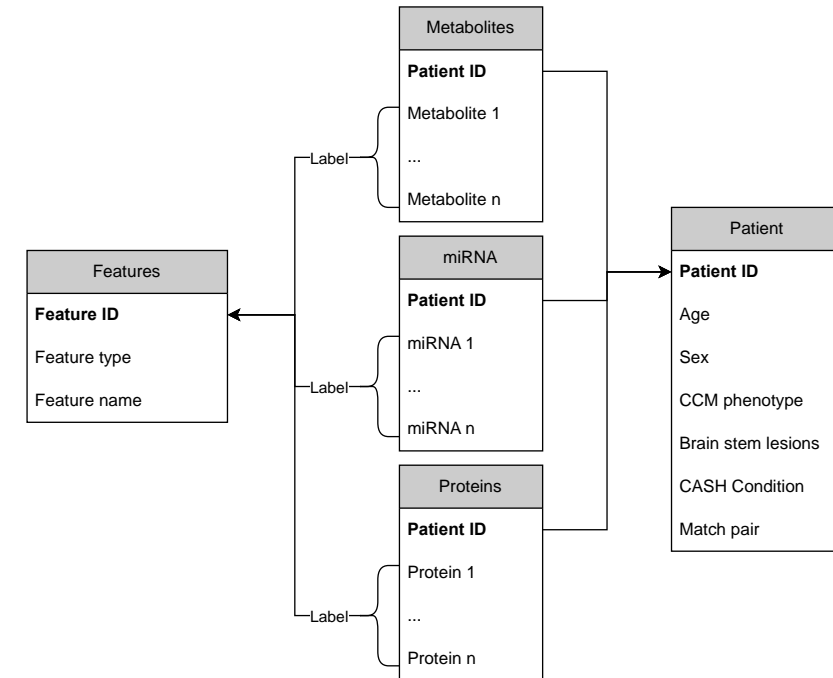 Metabolites
Patient ID
Metabolite 1
...
Metabolite n
Label
miRNA
Patient ID
miRNA 1
...
miRNA n
Label
Proteins
Patient ID
Protein 1
...
Protein n
Label
Features
Feature ID
Feature type
Feature name
Patient
Patient ID
Age
Sex
CCM phenotype
Brain stem lesions
CASH Condition
Match pair